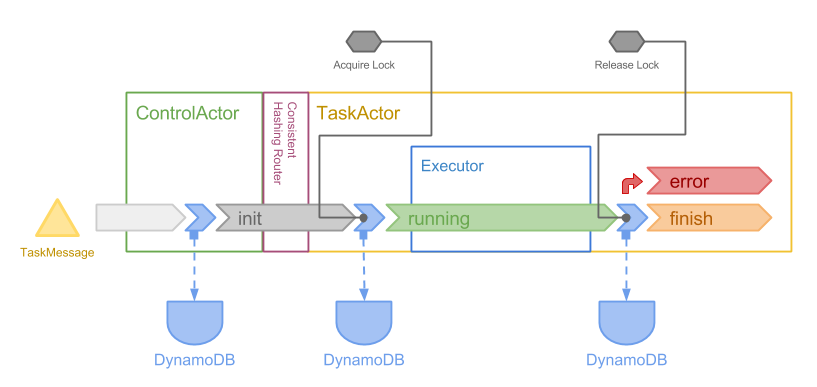 Acquire Lock
Release Lock
ControlActor
Consistent
Hashing Router
TaskActor
Executor
error
init
running
finish
TaskMessage
DynamoDB
DynamoDB
DynamoDB